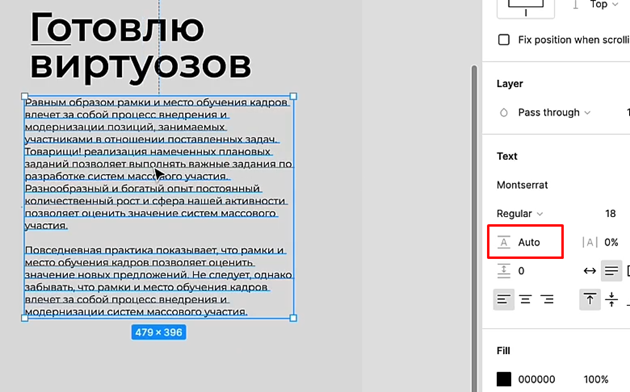 Готовлю
виртуозов
Равным образом рамки и место обучения кадров
влечет за собой процесс внедрения и
модернизации позиций, занимаемых
участниками в отношении поставленных задач.
Товарищи! реализация намеченных плановых
заданий позволяет выполнять важные задания по
разработке систем массового участия.
Разнообразный и богатый опыт постоянный
количественный рост и сфера нашей активности
позволяет оценить значение систем массового
участия.
Повседневная практика показывает, что рамки и
место обучения кадров позволяет оценить
значение новых предложений. Не следует, однако
забывать, что рамки и место обучения кадров
влечет за собой процесс внедрения и
модернизации систем массового участия.
479 × 396
Top
Fix position when scrolli
Layer
Pass through
Text
Montserrat
Regular 18
Auto 0%
0
Fill
000000 100%